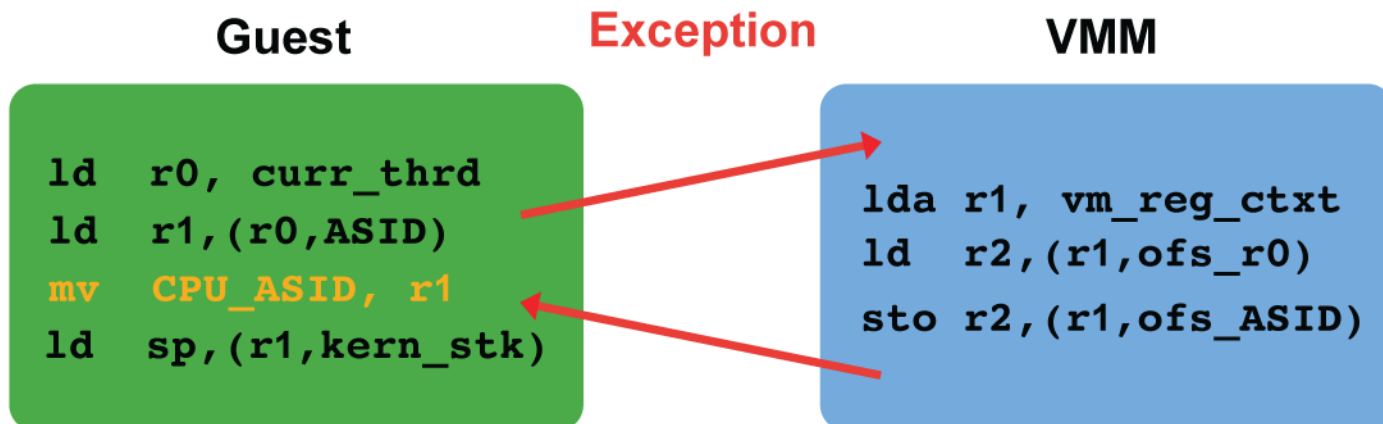 Guest
Exception
VMM
ld r0, curr_thrd
ld r1,(r0,ASID)
mv CPU_ASID, r1
ld sp,(r1,kern_stk)
lda r1, vm_reg_ctxt
ld r2,(r1,ofs_r0)
sto r2,(r1,ofs_ASID)